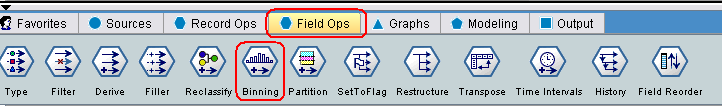 Favorites Sources Record Ops Field Ops Graphs Modeling Output
Type Filter Derive Filler Reclassify Binning Partition SetToFlag Restructure Transpose Time Intervals History Field Reorder